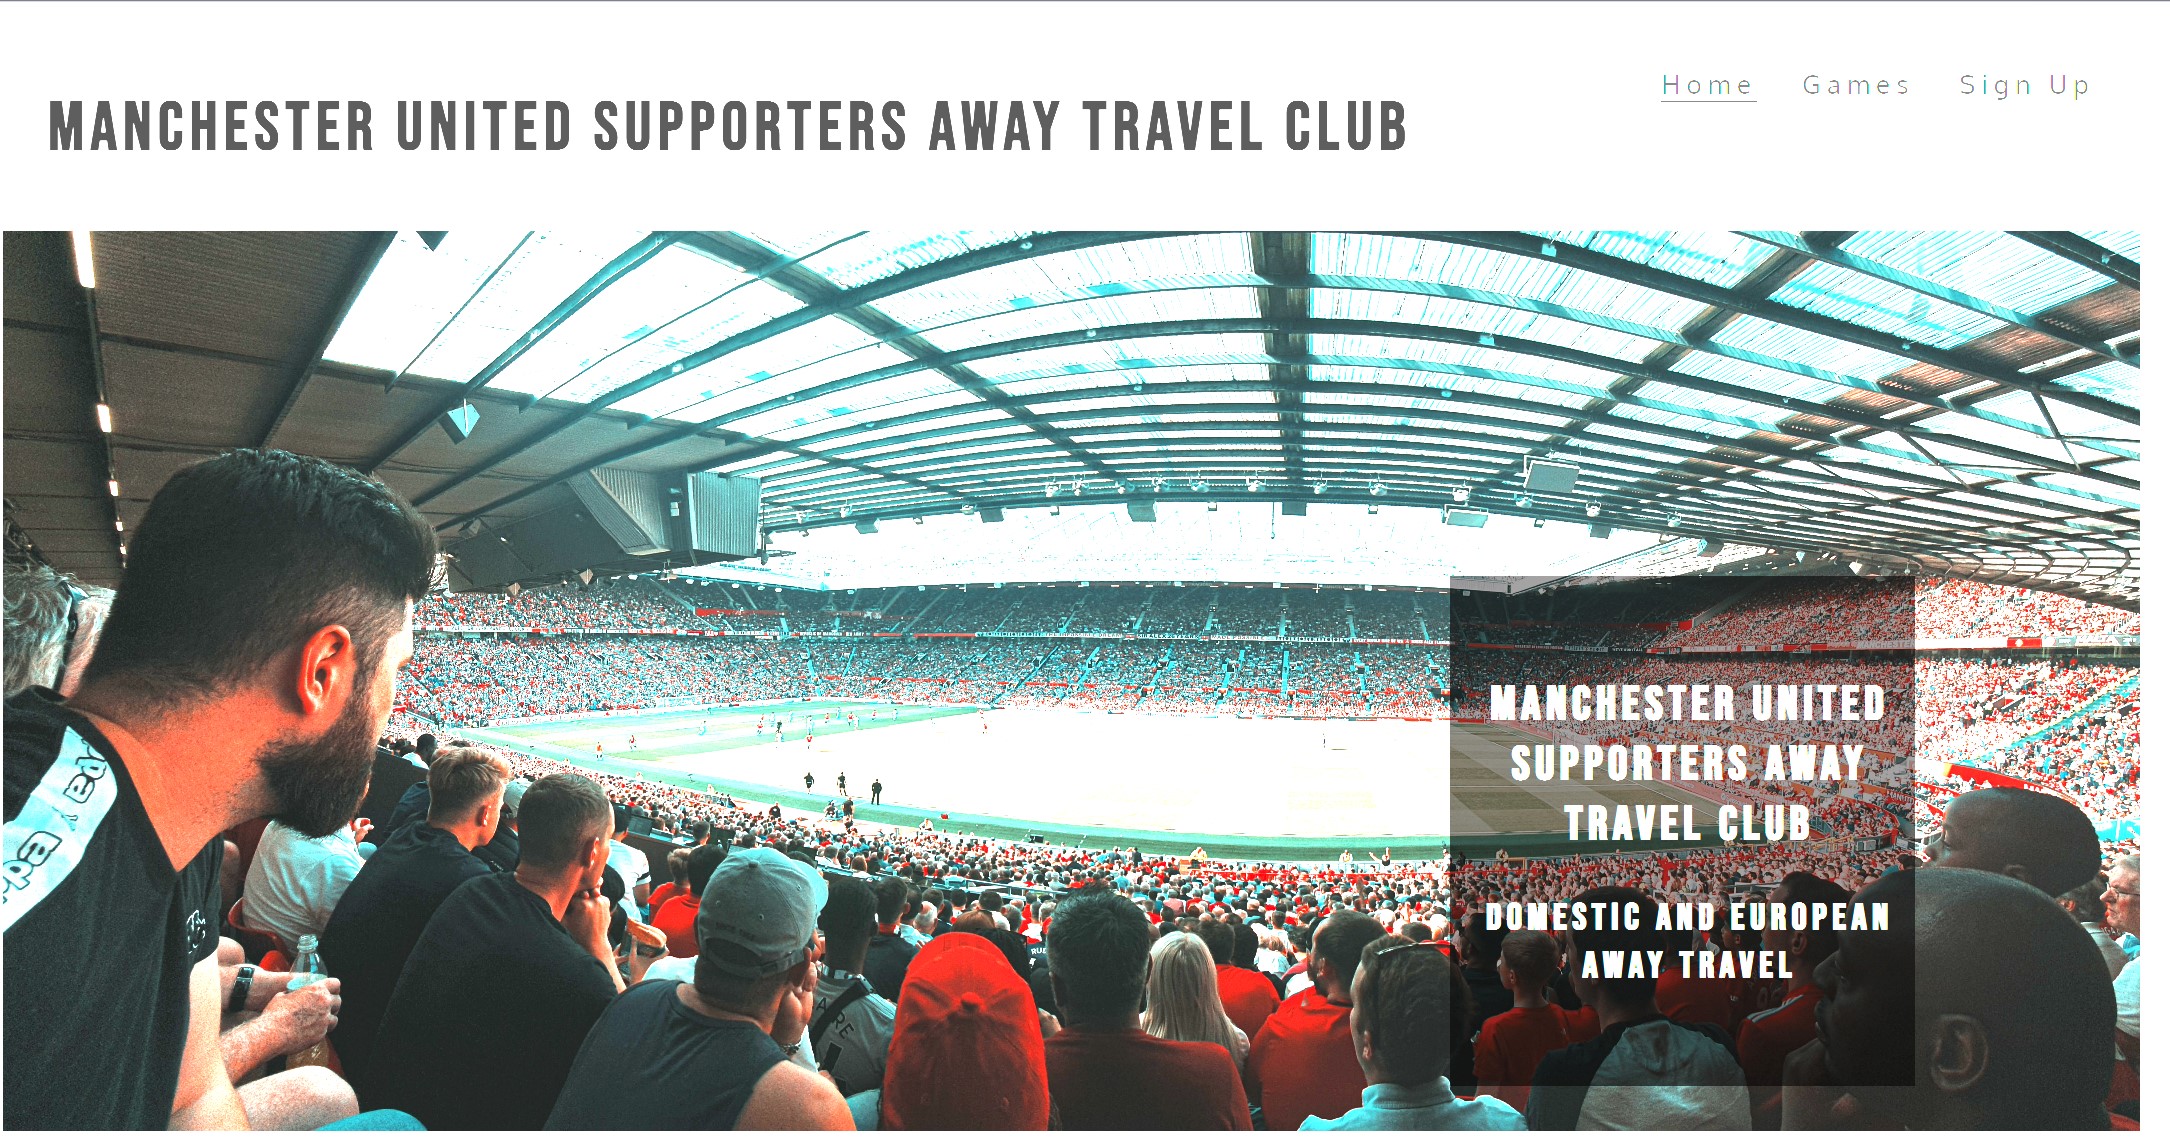 MANCHESTER UNITED SUPPORTERS AWAY TRAVEL CLUB
Home Games Sign Up
MANCHESTER UNITED
SUPPORTERS AWAY
TRAVEL CLUB
DOMESTIC AND EUROPEAN
AWAY TRAVEL